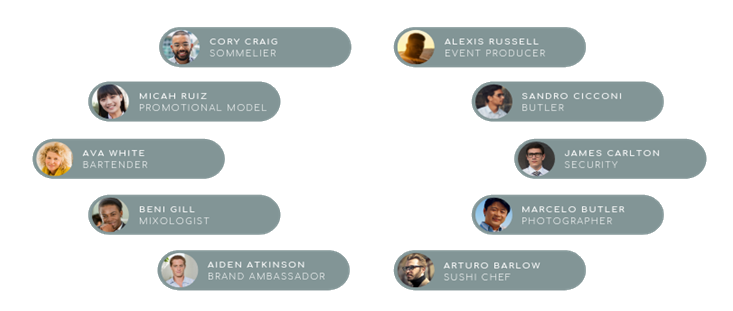 CORY CRAIG
SOMMELIER
ALEXIS RUSSELL
EVENT PRODUCER
MICAH RUIZ
PROMOTIONAL MODEL
SANDRO CICCONI
BUTLER
AVA WHITE
BARTENDER
JAMES CARLTON
SECURITY
BENI GILL
MIXOLOGIST
MARCELO BUTLER
PHOTOGRAPHER
AIDEN ATKINSON
BRAND AMBASSADOR
ARTURO BARLOW
SUSHI CHEF